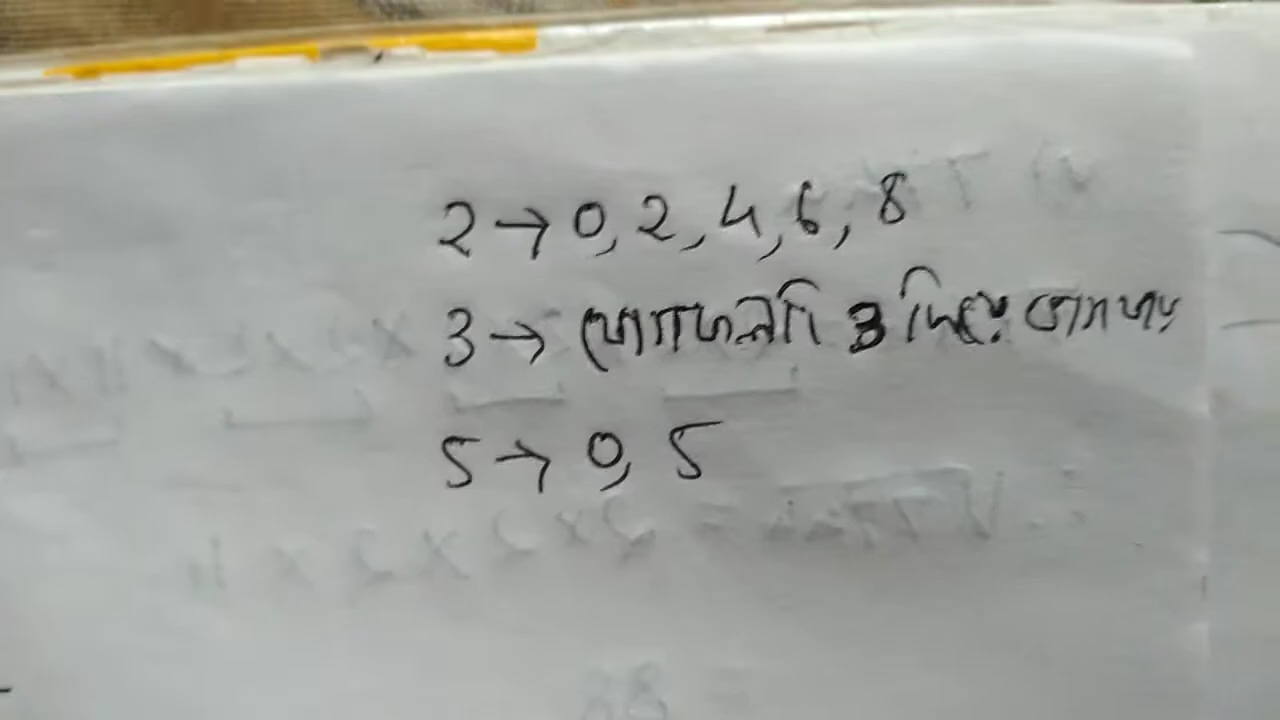 2 → 0, 2, 4, 6, 8
3 → যোগফলটি 3 দিয়ে ভাগ যায়
5 → 0, 5